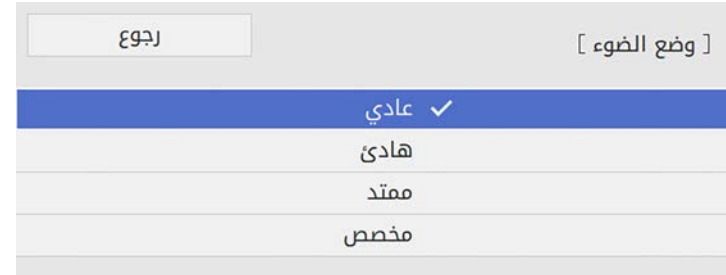 [ وضع الضوء ]
رجوع
✓ عادي
هادئ
ممتد
مخصص